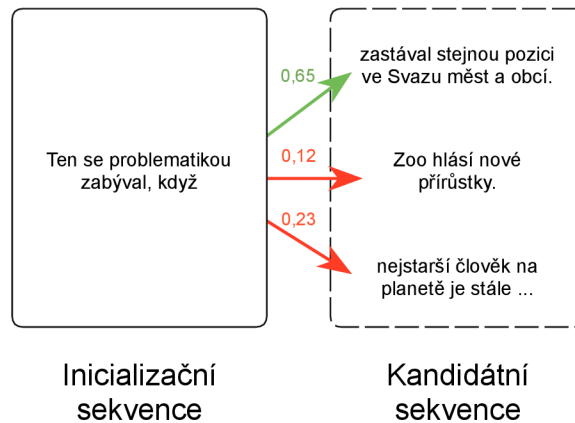 Ten se problematikou
zabýval, když
0,65
0,12
0,23
zastával stejnou pozici
ve Svazu měst a obcí.
Zoo hlásí nové
přírůstky.
nejstarší člověk na
planetě je stále ...
Inicializační
sekvence
Kandidátní
sekvence